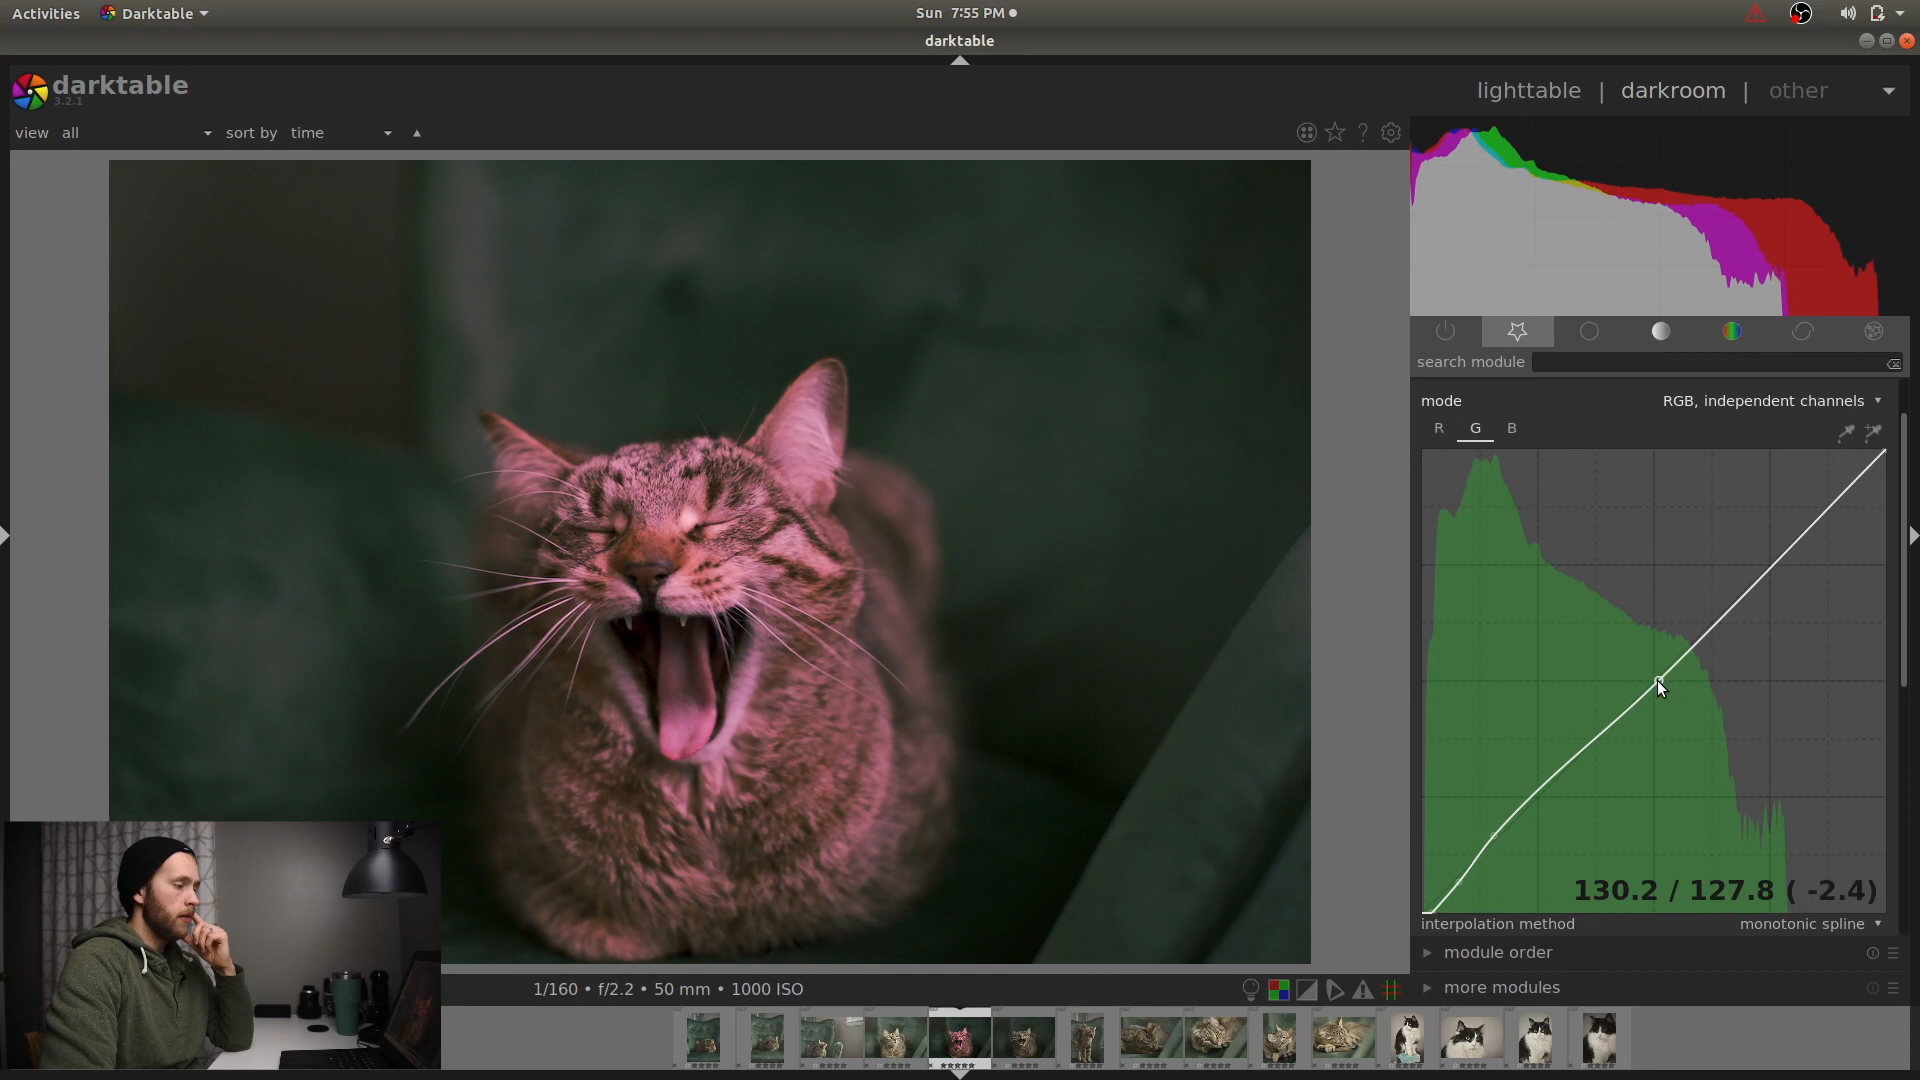 Activities Darktable Sun 7:55 PM
darktable
darktable
3.2.1
lighttable | darkroom | other
view all sort by time
?
search module
mode RGB, independent channels
R G B
130.2 / 127.8 ( -2.4)
interpolation method monotonic spline
module order
more modules
1/160 • f/2.2 • 50 mm • 1000 ISO